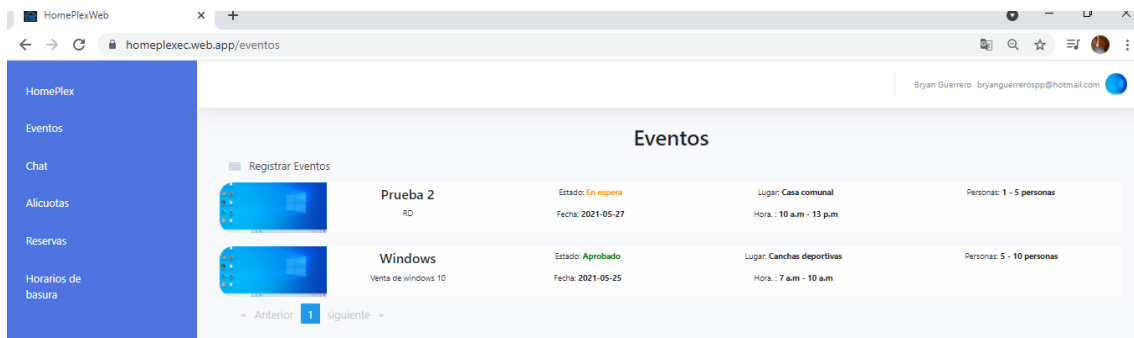 HomePlexWeb
homeplexec.web.app/eventos
HomePlex
Bryan Guerrero bryanguerrerospp@hotmail.com
Eventos
Chat
Alicuotas
Reservas
Horarios de
basura
Eventos
Registrar Eventos
Prueba 2
RD
Estado: En espera
Fecha: 2021-05-27
Lugar: Casa comunal
Hora. : 10 a.m - 13 p.m
Personas: 1 - 5 personas
Windows
Venta de windows 10
Estado: Aprobado
Fecha: 2021-05-25
Lugar: Canchas deportivas
Hora. : 7 a.m - 10 a.m
Personas: 5 - 10 personas
« Anterior 1 siguiente »